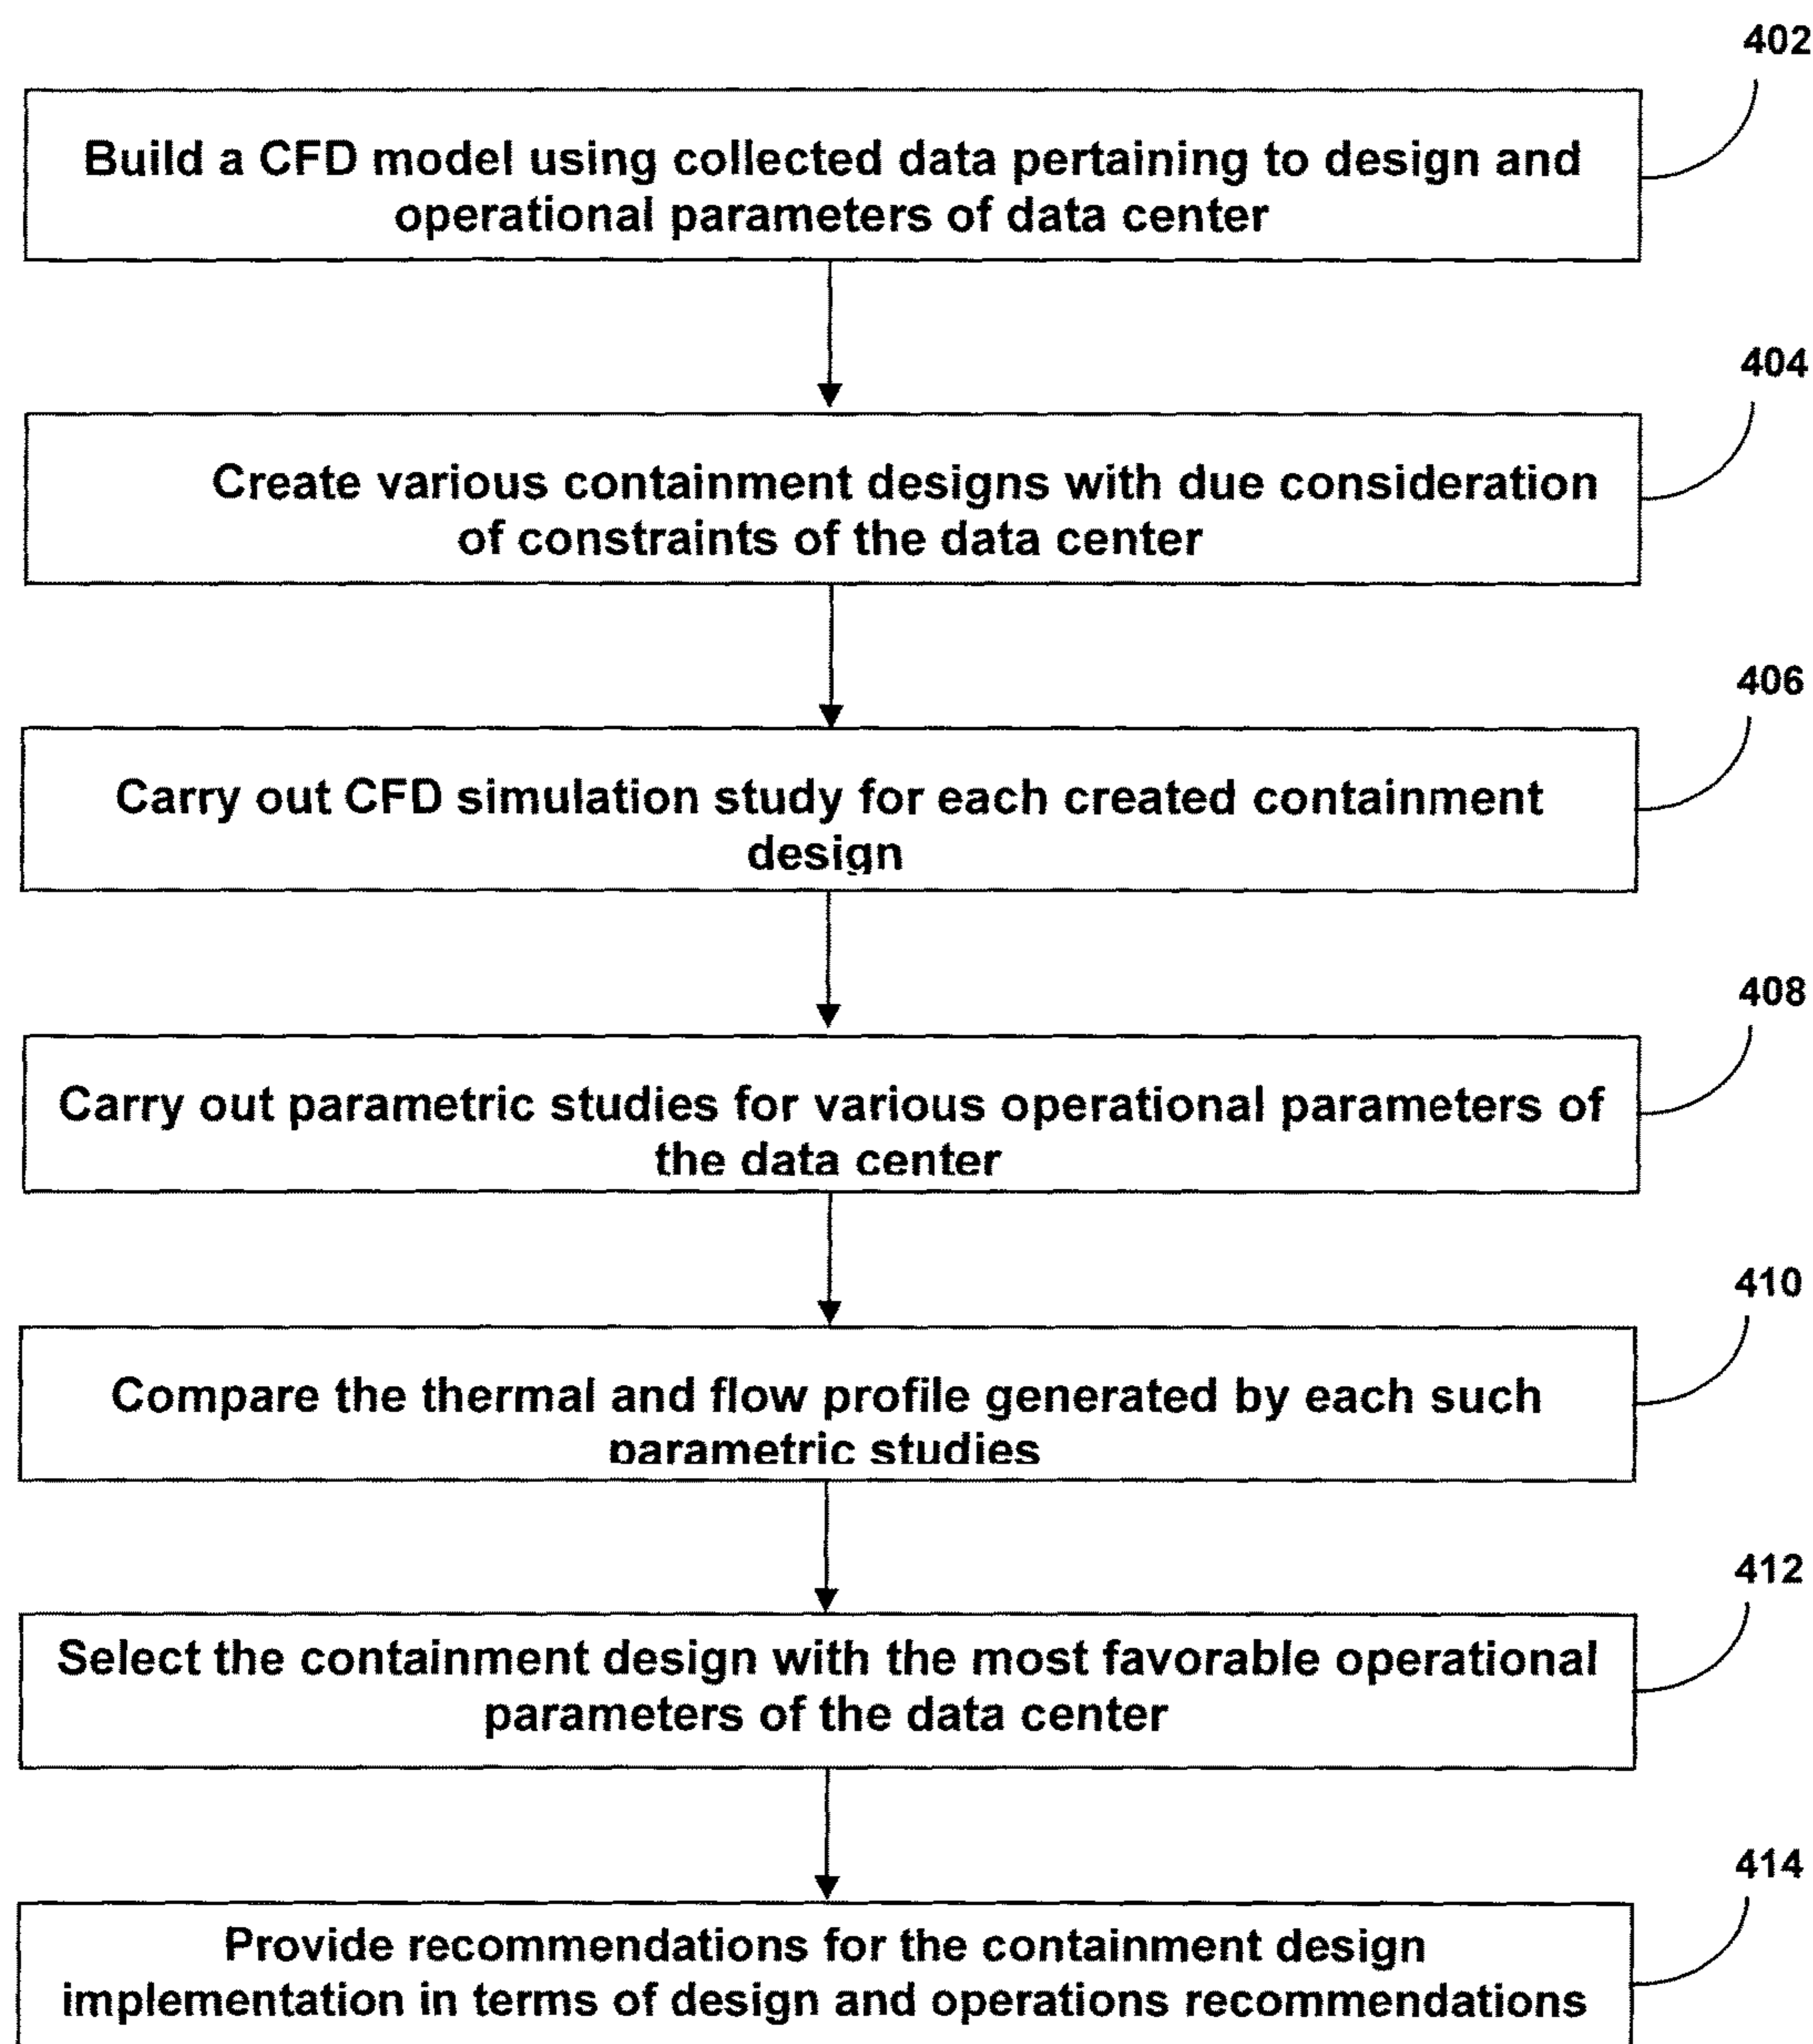 402
Build a CFD model using collected data pertaining to design and
operational parameters of data center
404
Create various containment designs with due consideration
of constraints of the data center
406
Carry out CFD simulation study for each created containment
design
408
Carry out parametric studies for various operational parameters of
the data center
410
Compare the thermal and flow profile generated by each such
parametric studies
412
Select the containment design with the most favorable operational
parameters of the data center
414
Provide recommendations for the containment design
implementation in terms of design and operations recommendations